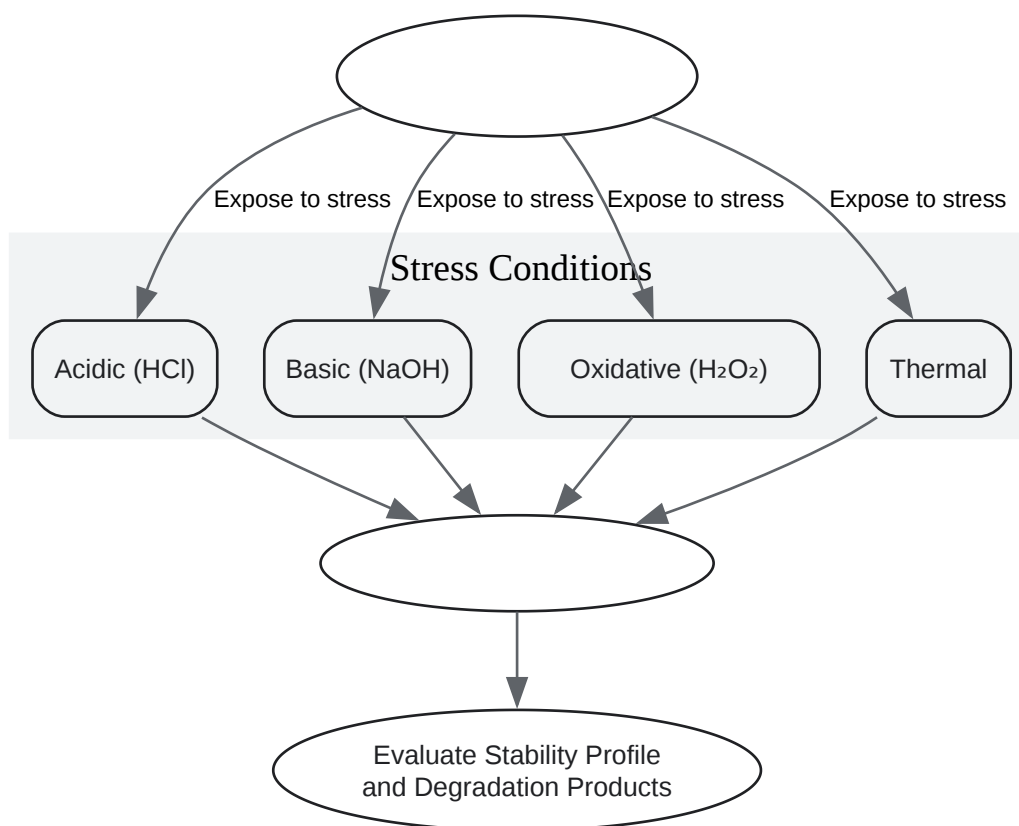 Expose to stress
Expose to stress
Expose to stress
Expose to stress
Stress Conditions
Acidic (HCl)
Basic (NaOH)
Oxidative (H₂O₂)
Thermal
Evaluate Stability Profile
and Degradation Products